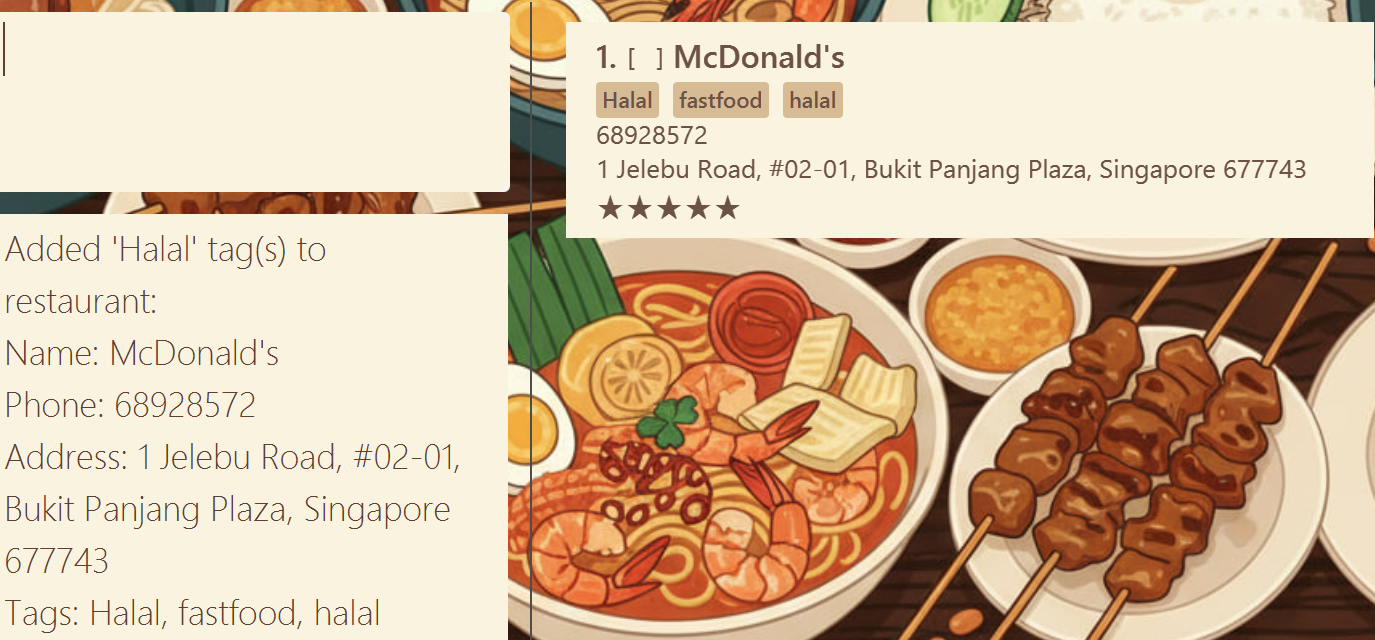 Added 'Halal' tag(s) to
restaurant:
Name: McDonald's
Phone: 68928572
Address: 1 Jelebu Road, #02-01,
Bukit Panjang Plaza, Singapore
677743
Tags: Halal, fastfood, halal
1. [ ] McDonald's
Halal fastfood halal
68928572
1 Jelebu Road, #02-01, Bukit Panjang Plaza, Singapore 677743
★★★★★